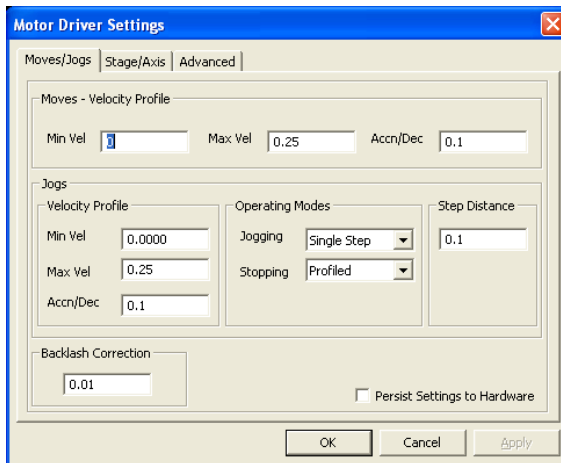 Motor Driver Settings
Moves/Jogs Stage/Axis Advanced
Moves - Velocity Profile
Min Vel 0 Max Vel 0.25 Accn/Dec 0.1
Jogs
Velocity Profile
Min Vel 0.0000
Max Vel 0.25
Accn/Dec 0.1
Operating Modes
Jogging Single Step
Stopping Profiled
Step Distance
0.1
Backlash Correction
0.01
Persist Settings to Hardware
OK Cancel Apply